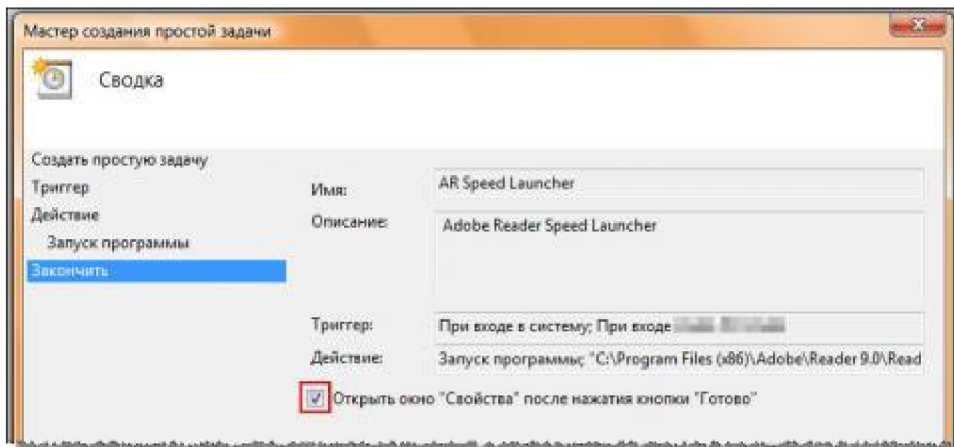 Мастер создания простой задачи
Сводка
Создать простую задачу
Триггер
Действие
Запуск программы
Закончить
Имя: AR Speed Launcher
Описание: Adobe Reader Speed Launcher
Триггер: При входе в систему; При входе
Действие: Запуск программы; "C:\Program Files (x86)\Adobe\Reader 9.0\Read
Открыть окно "Свойства" после нажатия кнопки "Готово"